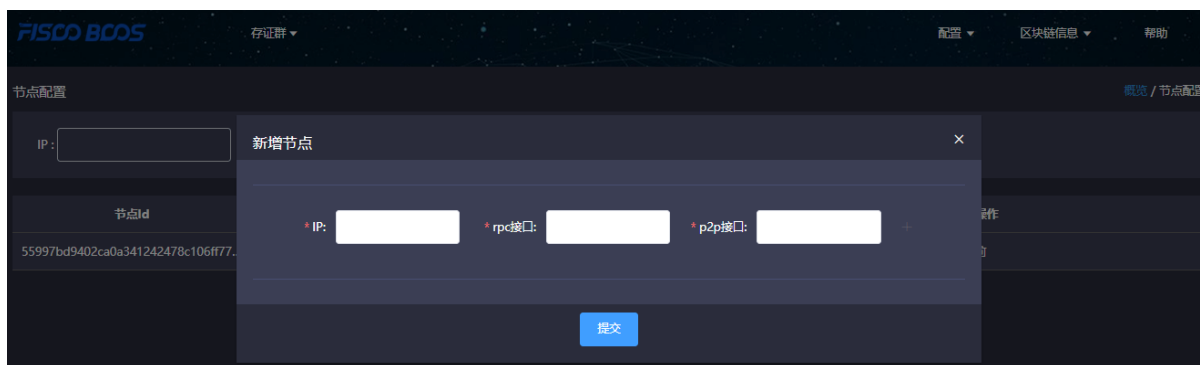 FISCO BCOS 存证群 配置 区块链信息 帮助
节点配置 概览 / 节点配置
IP :
新增节点 ×
节点Id
* IP: * rpc接口: * p2p接口: +
55997bd9402ca0a341242478c106ff77..
提交